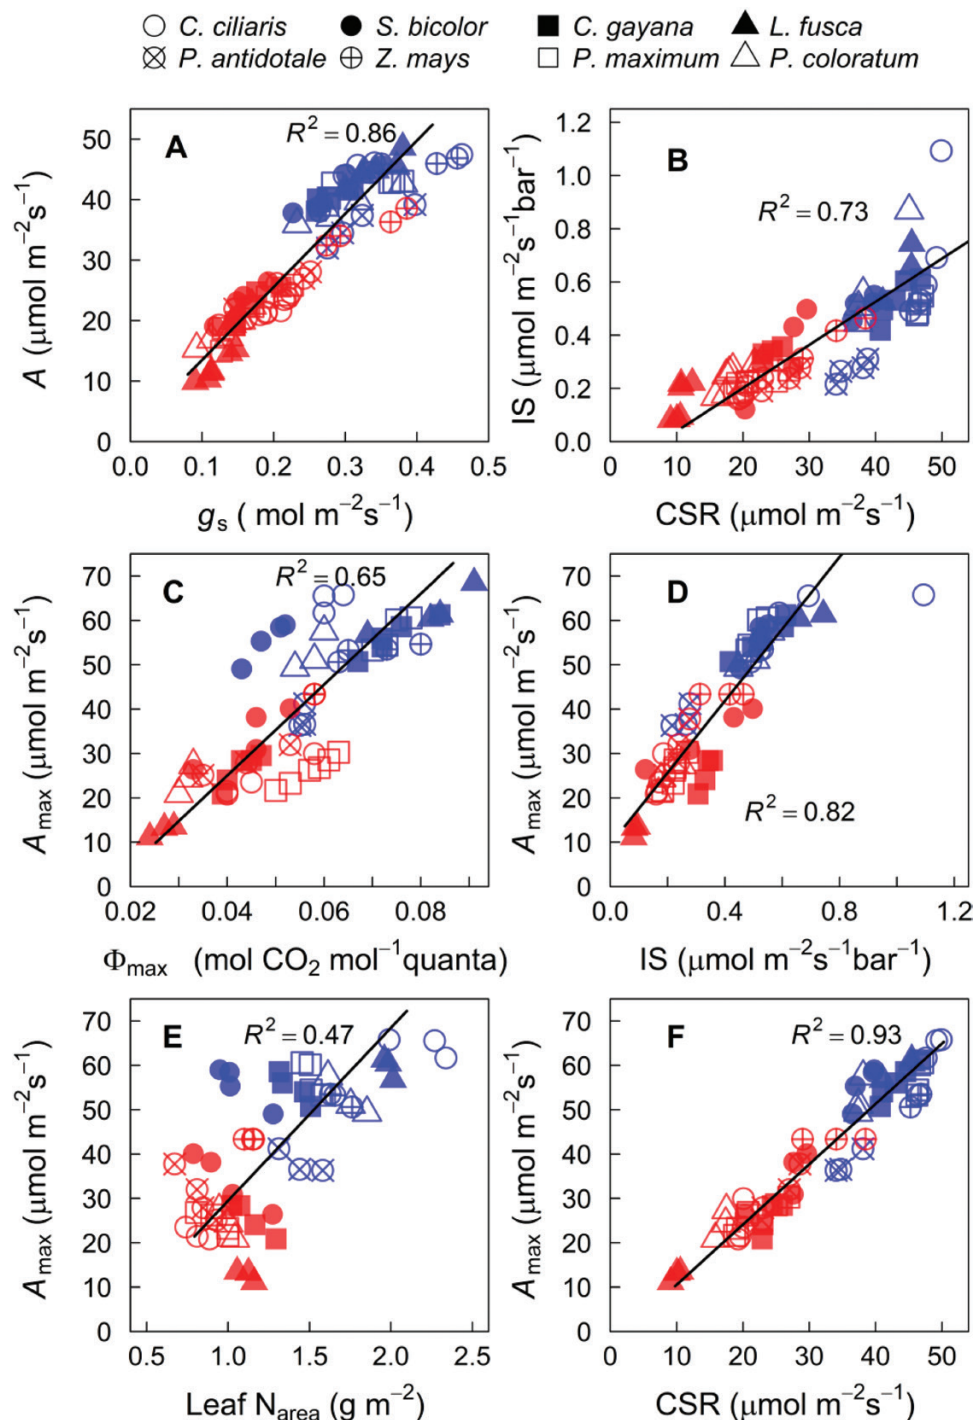 C. ciliaris S. bicolor C. gayana L. fusca
P. antidotale Z. mays P. maximum P. coloratum
A
R² = 0.86
50
40
30
20
10
0
A (μmol m⁻²s⁻¹)
0.0 0.1 0.2 0.3 0.4 0.5
gs ( mol m⁻²s⁻¹)
B
R² = 0.73
1.2
1.0
0.8
0.6
0.4
0.2
0.0
IS (μmol m⁻²s⁻¹bar⁻¹)
0 10 20 30 40 50
CSR (μmol m⁻²s⁻¹)
C
R² = 0.65
70
60
50
40
30
20
10
0
Amax (μmol m⁻²s⁻¹)
0.02 0.04 0.06 0.08
Φmax (mol CO₂ mol⁻¹quanta)
D
R² = 0.82
70
60
50
40
30
20
10
0
Amax (μmol m⁻²s⁻¹)
0.0 0.4 0.8 1.2
IS (μmol m⁻²s⁻¹bar⁻¹)
E
R² = 0.47
70
60
50
40
30
20
10
0
Amax (μmol m⁻²s⁻¹)
0.5 1.0 1.5 2.0 2.5
Leaf Narea (g m⁻²)
F
R² = 0.93
70
60
50
40
30
20
10
0
Amax (μmol m⁻²s⁻¹)
0 10 20 30 40 50
CSR (μmol m⁻²s⁻¹)